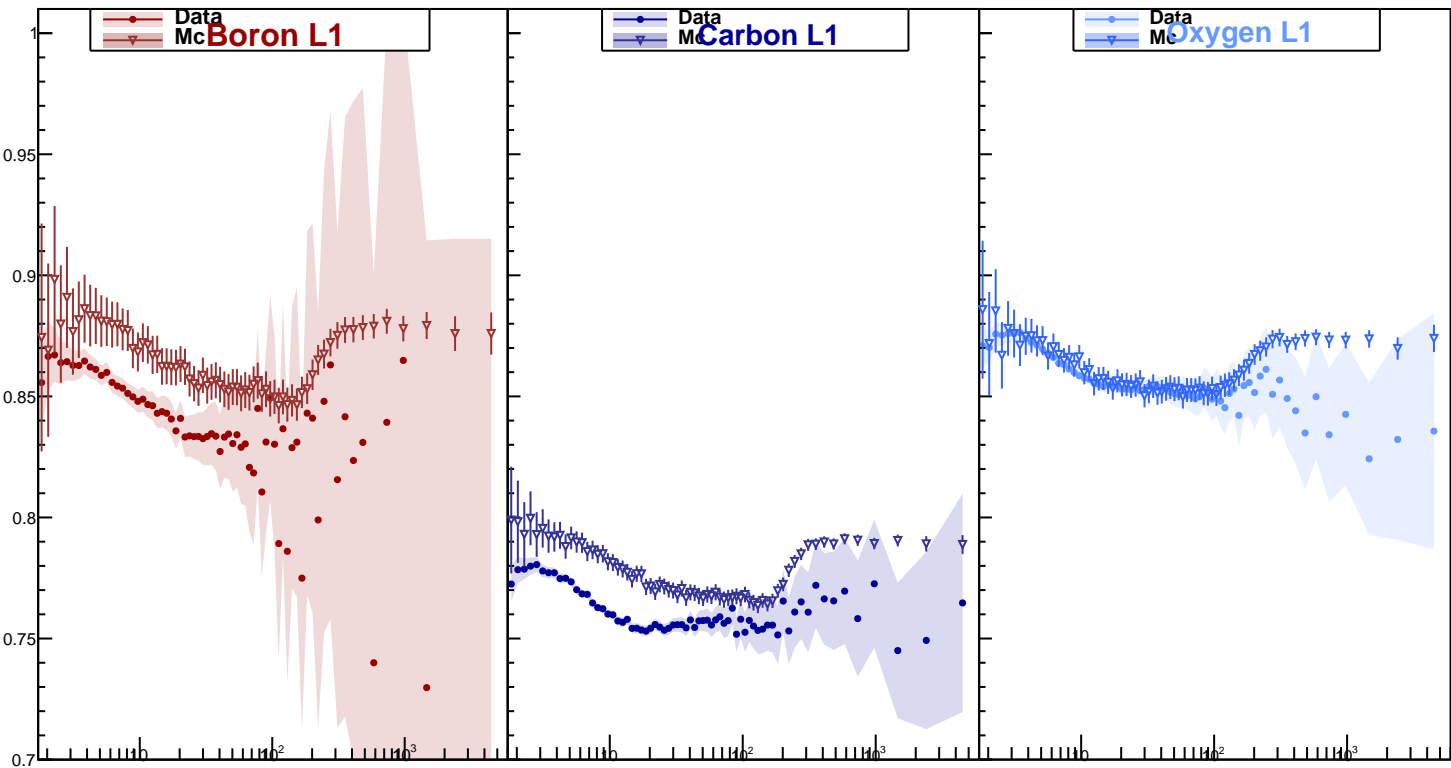 Data
Mc Boron L1
Data
Mc Carbon L1
Data
Mc Oxygen L1
1
0.95
0.9
0.85
0.8
0.75
0.7
10 10² 10³
10 10² 10³
10 10² 10³